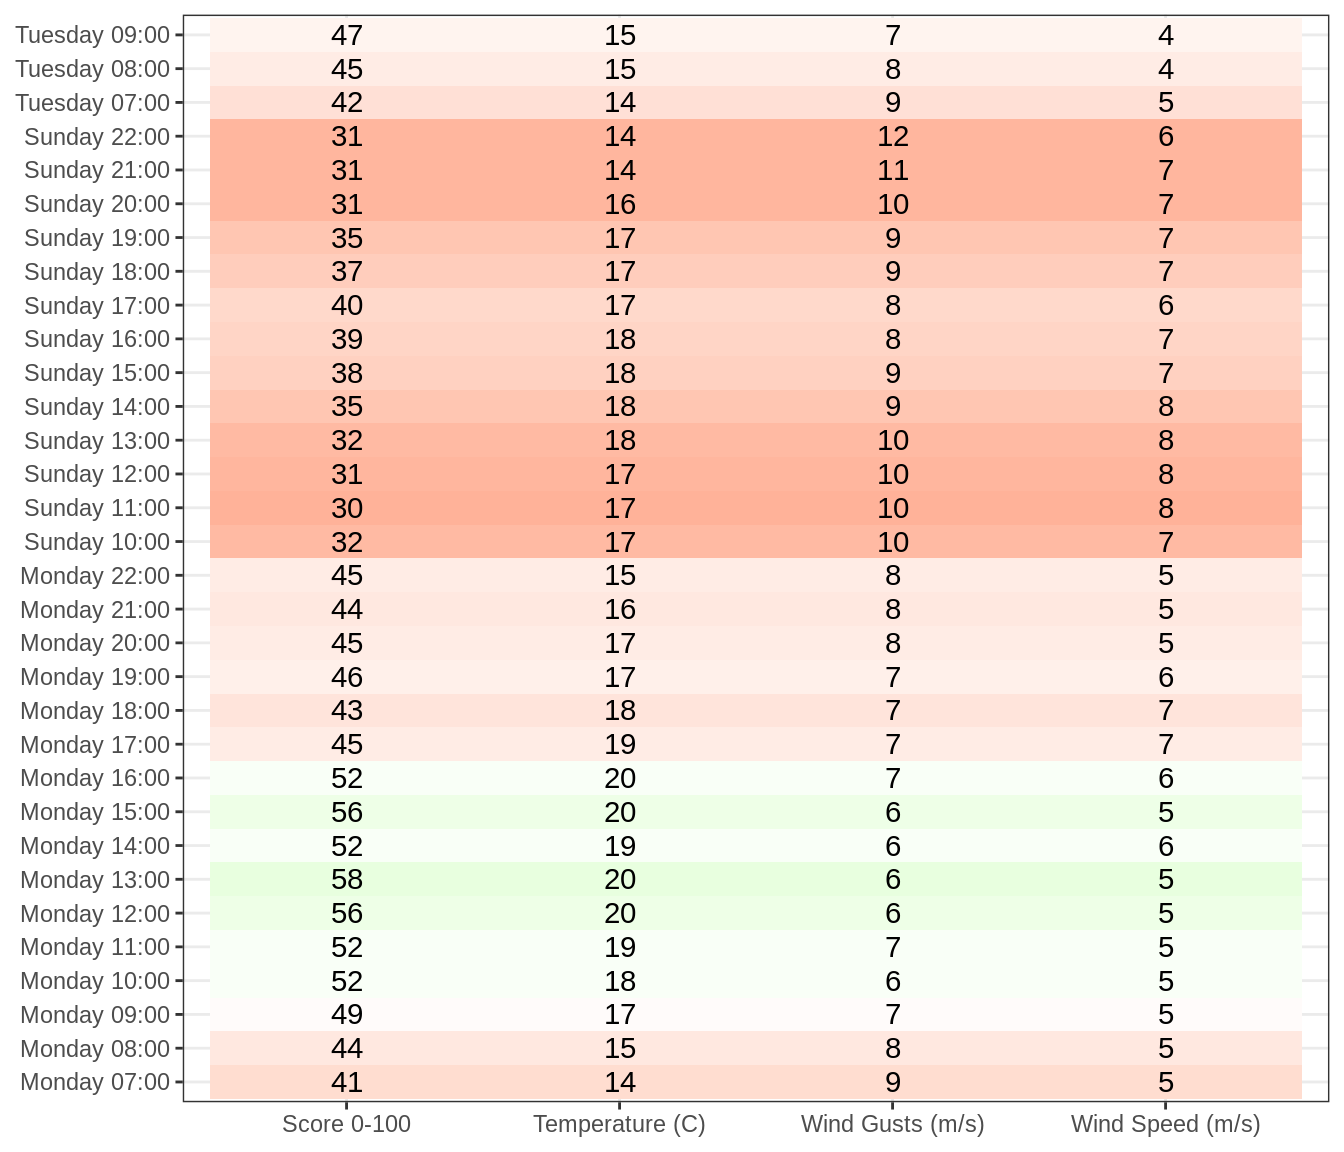 Tuesday 09:00 47 15 7 4
Tuesday 08:00 45 15 8 4
Tuesday 07:00 42 14 9 5
Sunday 22:00 31 14 12 6
Sunday 21:00 31 14 11 7
Sunday 20:00 31 16 10 7
Sunday 19:00 35 17 9 7
Sunday 18:00 37 17 9 7
Sunday 17:00 40 17 8 6
Sunday 16:00 39 18 8 7
Sunday 15:00 38 18 9 7
Sunday 14:00 35 18 9 8
Sunday 13:00 32 18 10 8
Sunday 12:00 31 17 10 8
Sunday 11:00 30 17 10 8
Sunday 10:00 32 17 10 7
Monday 22:00 45 15 8 5
Monday 21:00 44 16 8 5
Monday 20:00 45 17 8 5
Monday 19:00 46 17 7 6
Monday 18:00 43 18 7 7
Monday 17:00 45 19 7 7
Monday 16:00 52 20 7 6
Monday 15:00 56 20 6 5
Monday 14:00 52 19 6 6
Monday 13:00 58 20 6 5
Monday 12:00 56 20 6 5
Monday 11:00 52 19 7 5
Monday 10:00 52 18 6 5
Monday 09:00 49 17 7 5
Monday 08:00 44 15 8 5
Monday 07:00 41 14 9 5
Score 0-100 Temperature (C) Wind Gusts (m/s) Wind Speed (m/s)